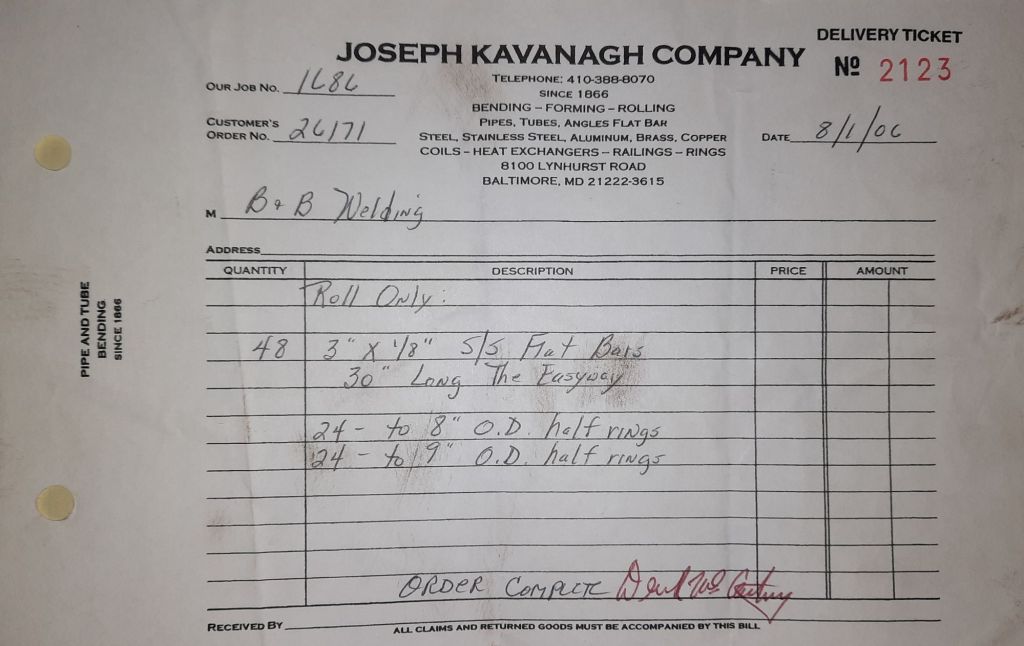 DELIVERY TICKET
JOSEPH KAVANAGH COMPANY
Nº 2123
TELEPHONE: 410-388-8070
OUR JOB NO. 1686
SINCE 1866
BENDING – FORMING – ROLLING
PIPES, TUBES, ANGLES FLAT BAR
CUSTOMER'S
ORDER NO. 26171
STEEL, STAINLESS STEEL, ALUMINUM, BRASS, COPPER
DATE 8/1/06
COILS – HEAT EXCHANGERS – RAILINGS – RINGS
8100 LYNHURST ROAD
BALTIMORE, MD 21222-3615
M B & B Welding
ADDRESS
QUANTITY DESCRIPTION PRICE AMOUNT
Roll Only:
48 3" X 1/8" S/S Flat Bars
30" Long The Easyway
24 - to 8" O.D. half rings
24 - to 9" O.D. half rings
ORDER COMPLETE
RECEIVED BY
ALL CLAIMS AND RETURNED GOODS MUST BE ACCOMPANIED BY THIS BILL
PIPE AND TUBE
BENDING
SINCE 1866